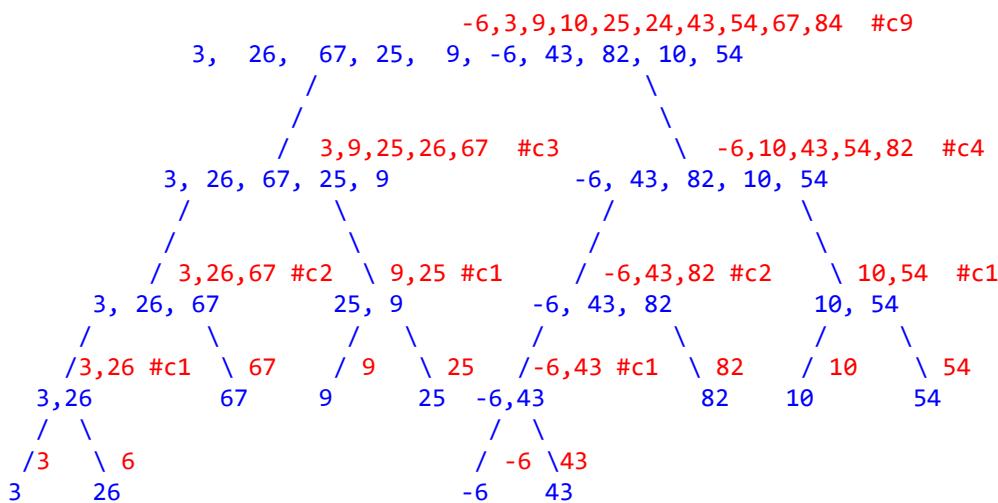 -6,3,9,10,25,24,43,54,67,84 #c9
3, 26, 67, 25, 9, -6, 43, 82, 10, 54
/ \
/ \
/ 3,9,25,26,67 #c3 \ -6,10,43,54,82 #c4
3, 26, 67, 25, 9 -6, 43, 82, 10, 54
/ \ / \
/ \ / \
/ \ / \
/ 3,26,67 #c2 \ 9,25 #c1 / -6,43,82 #c2 \ 10,54 #c1
3, 26, 67 25, 9 -6, 43, 82 10, 54
/ \ / \ / \ / \
/3,26 #c1 \ 67 / 9 \ 25 /-6,43 #c1 \ 82 / 10 \ 54
3,26 67 9 25 -6,43 82 10 54
/ \ / \
/3 \ 6 / -6 \43
3 26 -6 43